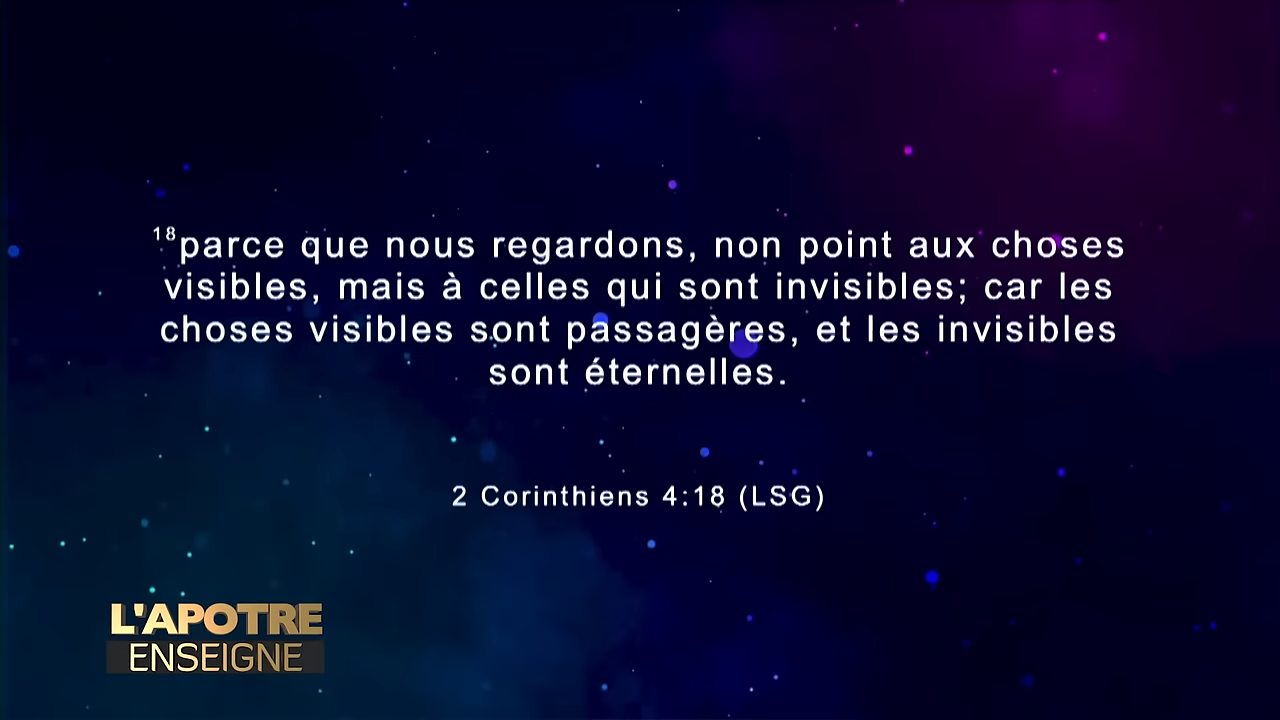 18parce que nous regardons, non point aux choses
visibles, mais à celles qui sont invisibles; car les
choses visibles sont passagères, et les invisibles
sont éternelles.
2 Corinthiens 4:18 (LSG)
L'APOTRE
ENSEIGNE